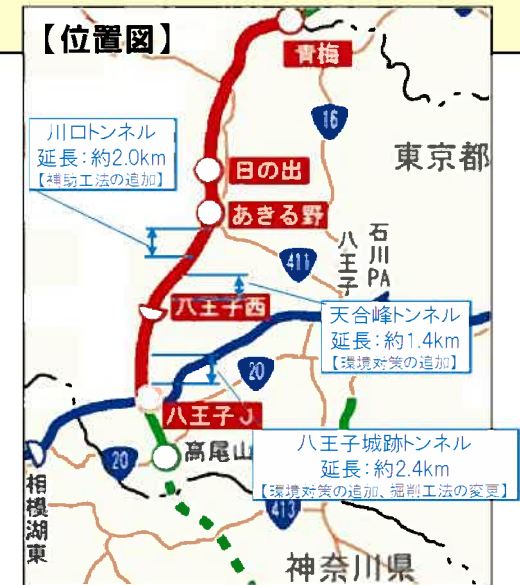 【位置図】
青梅
川口トンネル
延長：約2.0km
【補助工法の追加】
16
東京都
日の出
あきる野
411
八王子
石川PA
八王子西
天合峰トンネル
延長：約1.4km
【環境対策の追加】
20
八王子J
高尾山
20
八王子城跡トンネル
延長：約2.4km
【環境対策の追加、掘削工法の変更】
相模湖東
413
神奈川県